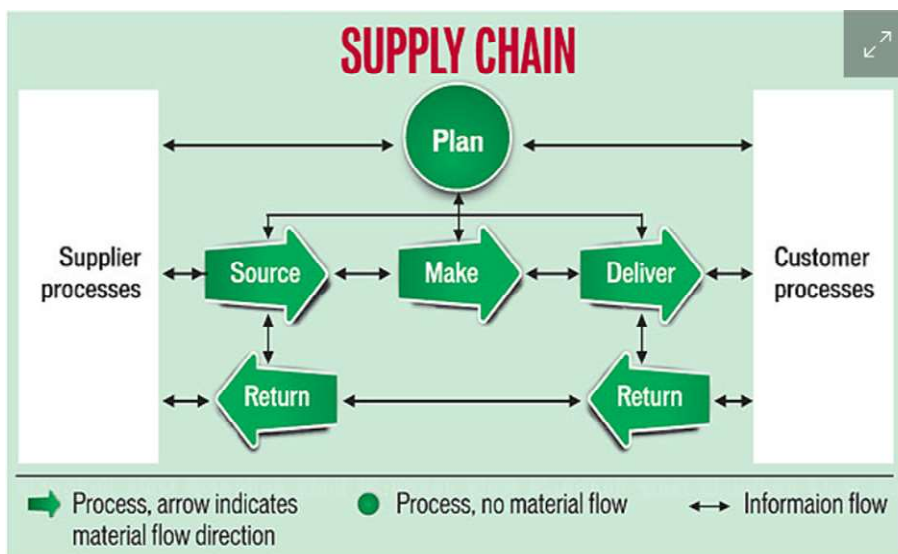 SUPPLY CHAIN
Plan
Supplier
processes
Source
Make
Deliver
Customer
processes
Return
Return
Process, arrow indicates
material flow direction
Process, no material flow
Informaion flow